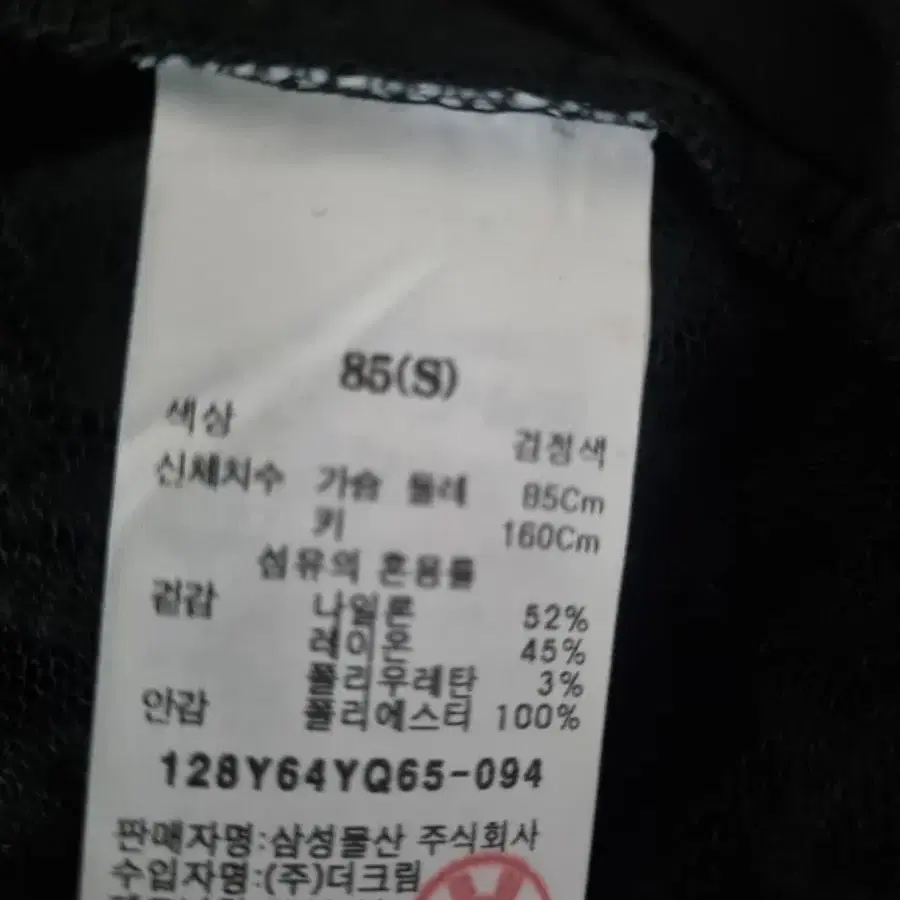 85(S)
색상 검정색
신체치수 가슴 둘레 85Cm
키 160Cm
섬유의 혼용률
겉감 나일론 52%
레이온 45%
폴리우레탄 3%
안감 폴리에스터 100%
128Y64YQ65-094
판매자명:삼성물산 주식회사
수입자명:(주)더크림